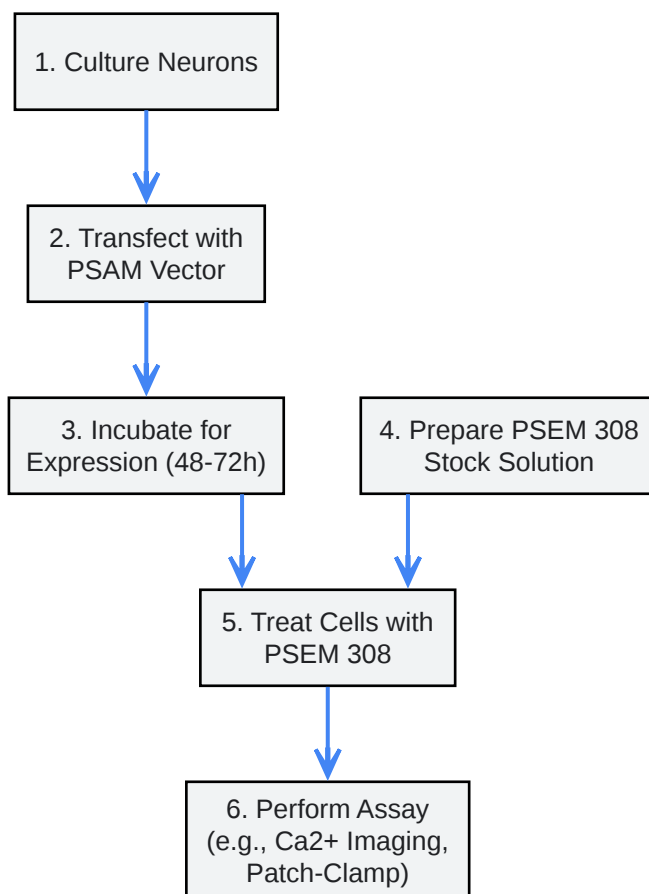 1. Culture Neurons
2. Transfect with
PSAM Vector
3. Incubate for
Expression (48-72h)
4. Prepare PSEM 308
Stock Solution
5. Treat Cells with
PSEM 308
6. Perform Assay
(e.g., Ca2+ Imaging,
Patch-Clamp)